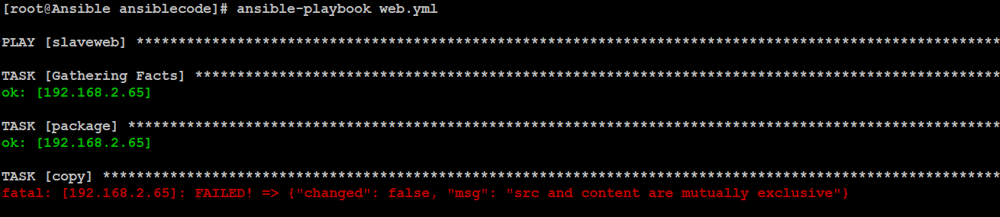 [root@Ansible ansiblecode]# ansible-playbook web.yml
PLAY [slaveweb] *********************************************************************************************************
TASK [Gathering Facts] **************************************************************************************************
ok: [192.168.2.65]
TASK [package] **********************************************************************************************************
ok: [192.168.2.65]
TASK [copy] *************************************************************************************************************
fatal: [192.168.2.65]: FAILED! => {"changed": false, "msg": "src and content are mutually exclusive"}